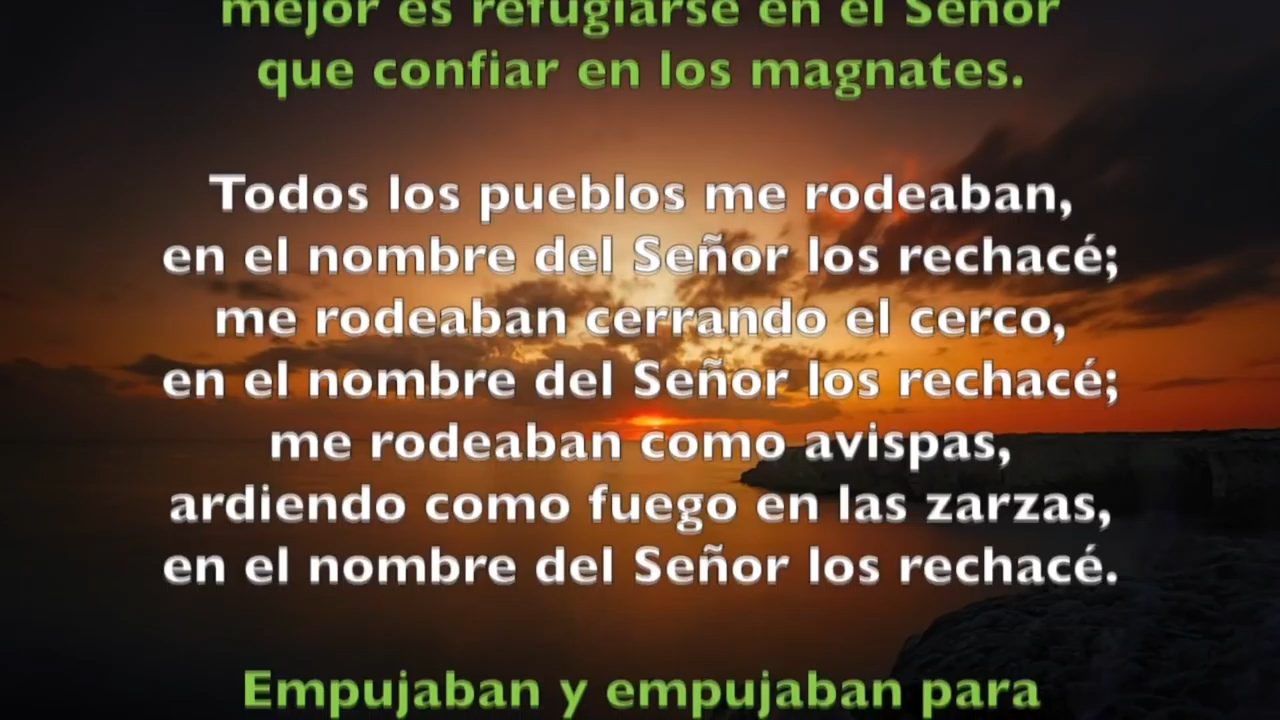 mejor es refugiarse en el Señor
que confiar en los magnates.
Todos los pueblos me rodeaban,
en el nombre del Señor los rechacé;
me rodeaban cerrando el cerco,
en el nombre del Señor los rechacé;
me rodeaban como avispas,
ardiendo como fuego en las zarzas,
en el nombre del Señor los rechacé.
Empujaban y empujaban para